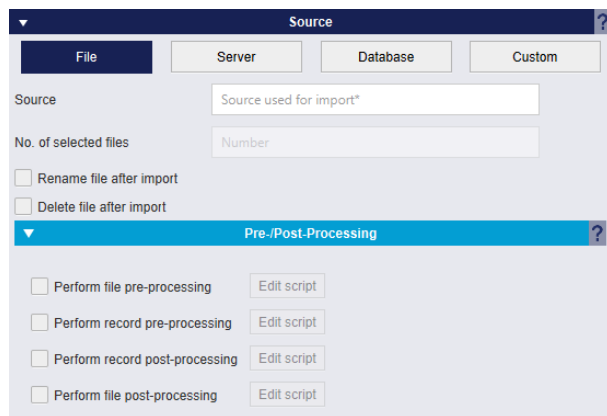 Source ?
File Server Database Custom
Source Source used for import*
No. of selected files Number
Rename file after import
Delete file after import
Pre-/Post-Processing ?
Perform file pre-processing Edit script
Perform record pre-processing Edit script
Perform record post-processing Edit script
Perform file post-processing Edit script